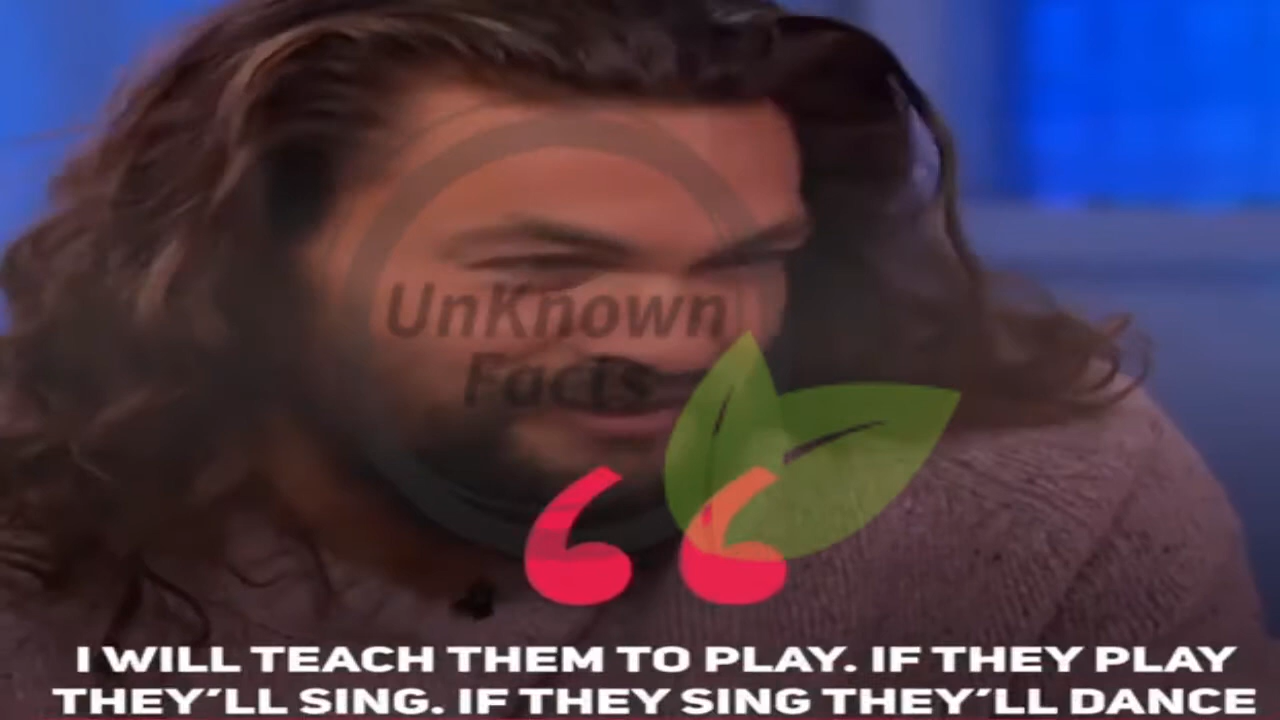 UnKnown
Facts
I WILL TEACH THEM TO PLAY. IF THEY PLAY
THEY´LL SING. IF THEY SING THEY´LL DANCE